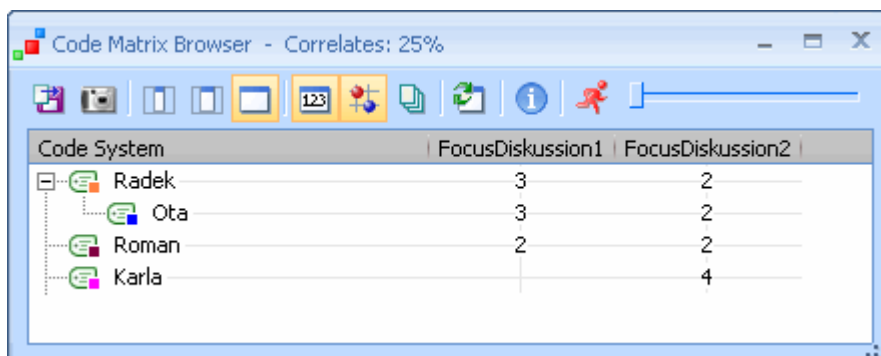 Code Matrix Browser - Correlates: 25%
123
Code System FocusDiskussion1 FocusDiskussion2
Radek 3 2
Ota 3 2
Roman 2 2
Karla 4